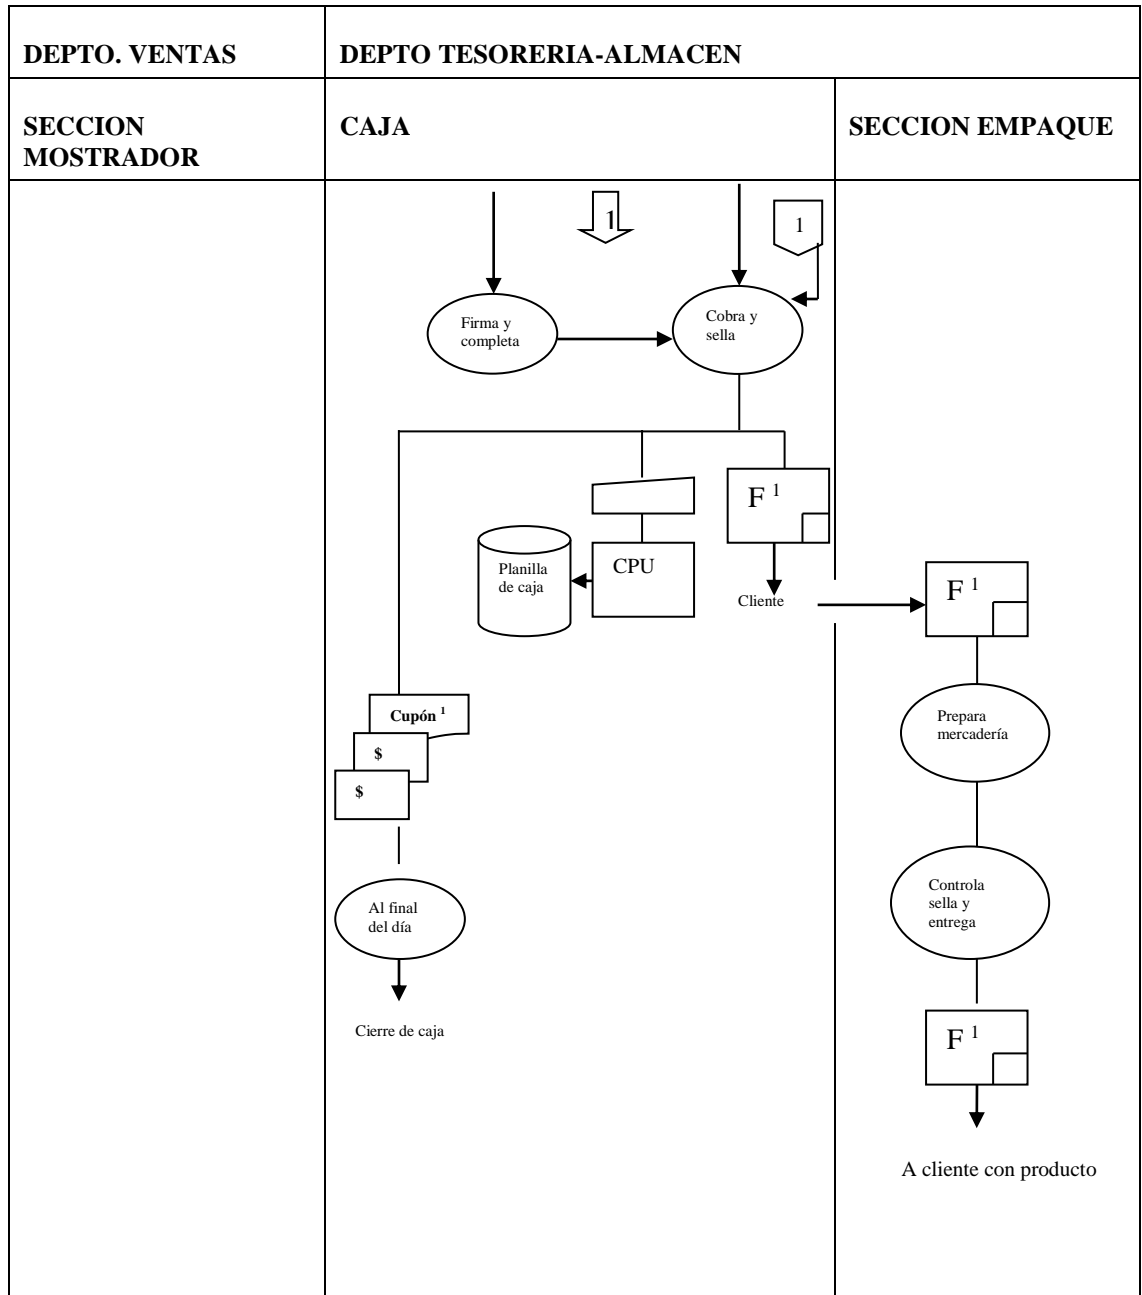 DEPTO. VENTAS
DEPTO TESORERIA-ALMACEN
SECCION
MOSTRADOR
CAJA
SECCION EMPAQUE
1
1
Firma y
completa
Cobra y
sella
F 1
CPU
Planilla
de caja
Cliente
F 1
Cupón 1
$
$
Prepara
mercadería
Al final
del día
Controla
sella y
entrega
Cierre de caja
F 1
A cliente con producto